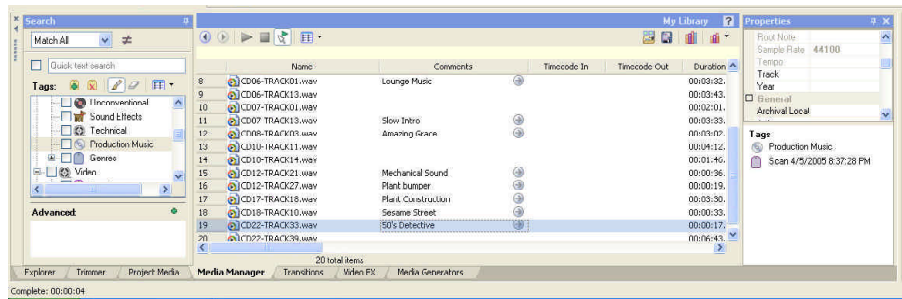 Search
My Library ?
Properties
Match All
Quick text search
Tags:
Unconventional
Sound Effects
Technical
Production Music
Genres
Video
Advanced
Name Comments Timecode In Timecode Out Duration
8 CD06-TRACK01.wav Lounge Music 00:03:32.
9 CD06-TRACK13.wav 00:03:43.
10 CD07-TRACK01.wav 00:02:01.
11 CD07 TRACK13.wav Slow Intro 00:03:33.
12 CD08-TRACK03.wav Amazing Grace 00:03:02.
13 CD10-TRACK11.wav 00:04:12.
14 CD10-TRACK14.wav 00:01:46.
15 CD12-TRACK21.wav Mechanical Sound 00:00:36.
16 CD12-TRACK27.wav Plant bumper 00:00:19.
17 CD17-TRACK18.wav Plant Construction 00:03:30.
18 CD18-TRACK10.wav Sesame Street 00:00:33.
19 CD22-TRACK33.wav 50's Detective 00:00:17.
20 CD22-TRACK39.wav 00:06:43.
20 total items
Root Note
Sample Rate 44100
Tempo
Track
Year
General
Archival Locat
Tags
Production Music
Scan 4/5/2005 8:37:28 PM
Explorer Trimmer Project Media Media Manager Transitions Video FX Media Generators
Complete: 00:00:04